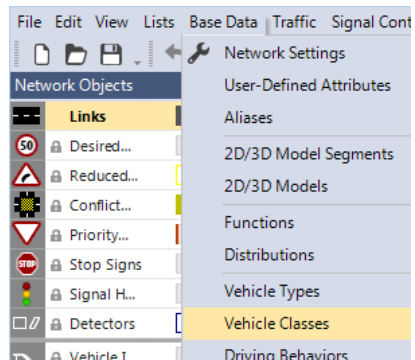 File Edit View Lists Base Data Traffic Signal Cont
Network Settings
Network Objects
User-Defined Attributes
Links
Aliases
50
Desired...
2D/3D Model Segments
Reduced...
2D/3D Models
Conflict...
Functions
Priority...
Distributions
STOP
Stop Signs
Signal H...
Vehicle Types
Detectors
Vehicle Classes
Vehicle I
Driving Behaviors